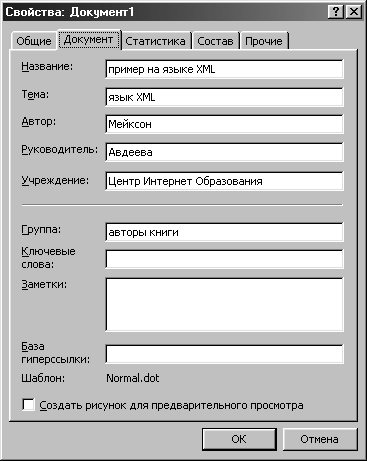 Свойства: Документ1
Общие Документ Статистика Состав Прочие
Название: пример на языке XML
Тема: язык XML
Автор: Мейксон
Руководитель: Авдеева
Учреждение: Центр Интернет Образования
Группа: авторы книги
Ключевые
слова:
Заметки:
База
гиперссылки:
Шаблон: Normal.dot
Создать рисунок для предварительного просмотра
ОК Отмена